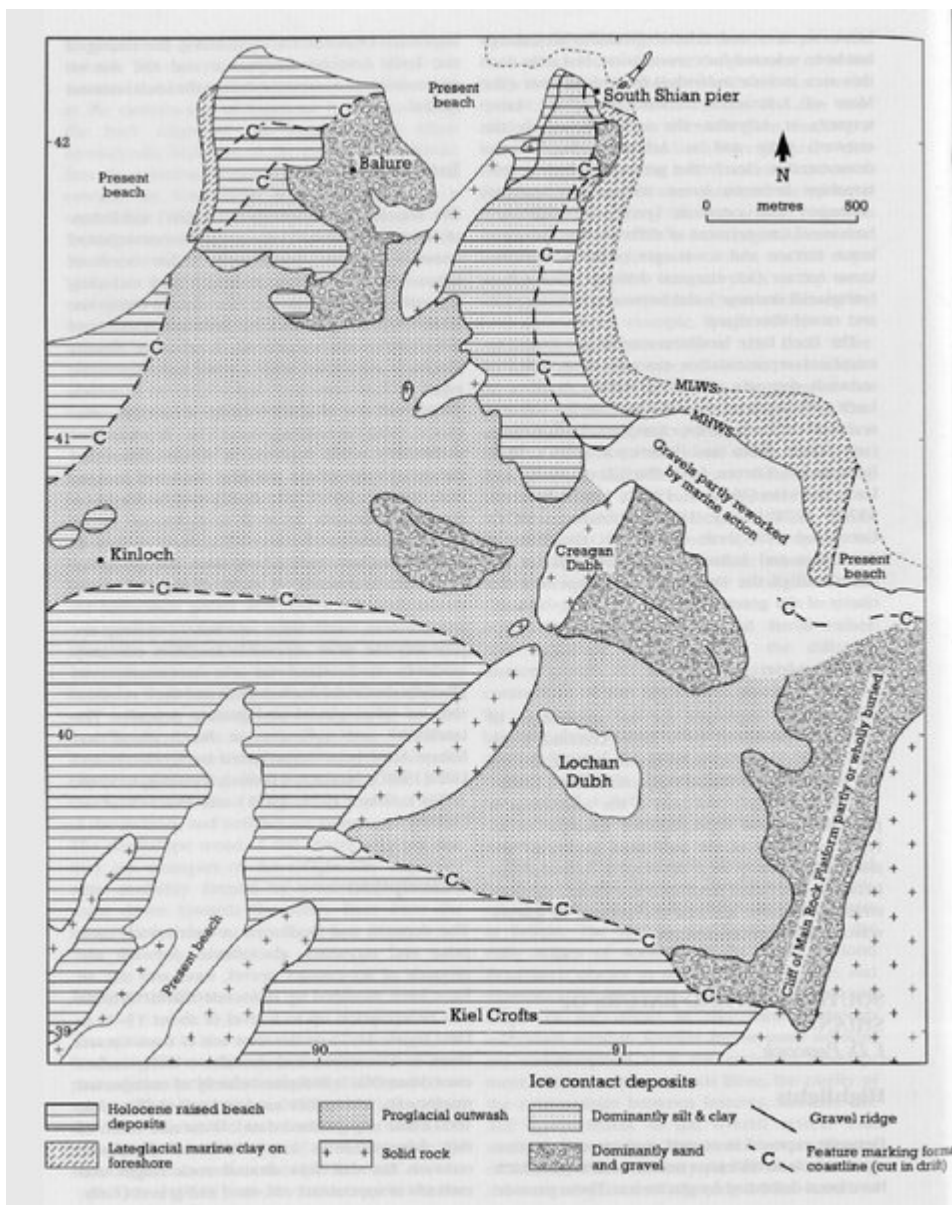 Present
beach
South Shian pier
42
C
C
Balure
C
N
Present
beach
metres
0 500
C
C
C
MLWS
41
C
MHWS
Gravels partly reworked
by marine action
Kinloch
Creagan
Dubh
Present
beach
C
C
C
40
Lochan
Dubh
Cliff of Main Rock Platform partly or wholly buried
C
C
C
Present beach
C
39
Kiel Crofts
90
91
Ice contact deposits
Holocene raised beach
deposits
Proglacial outwash
Dominantly silt & clay
Gravel ridge
Lateglacial marine clay on
foreshore
Solid rock
Dominantly sand
and gravel
C
Feature marking form
coastline (cut in drift)